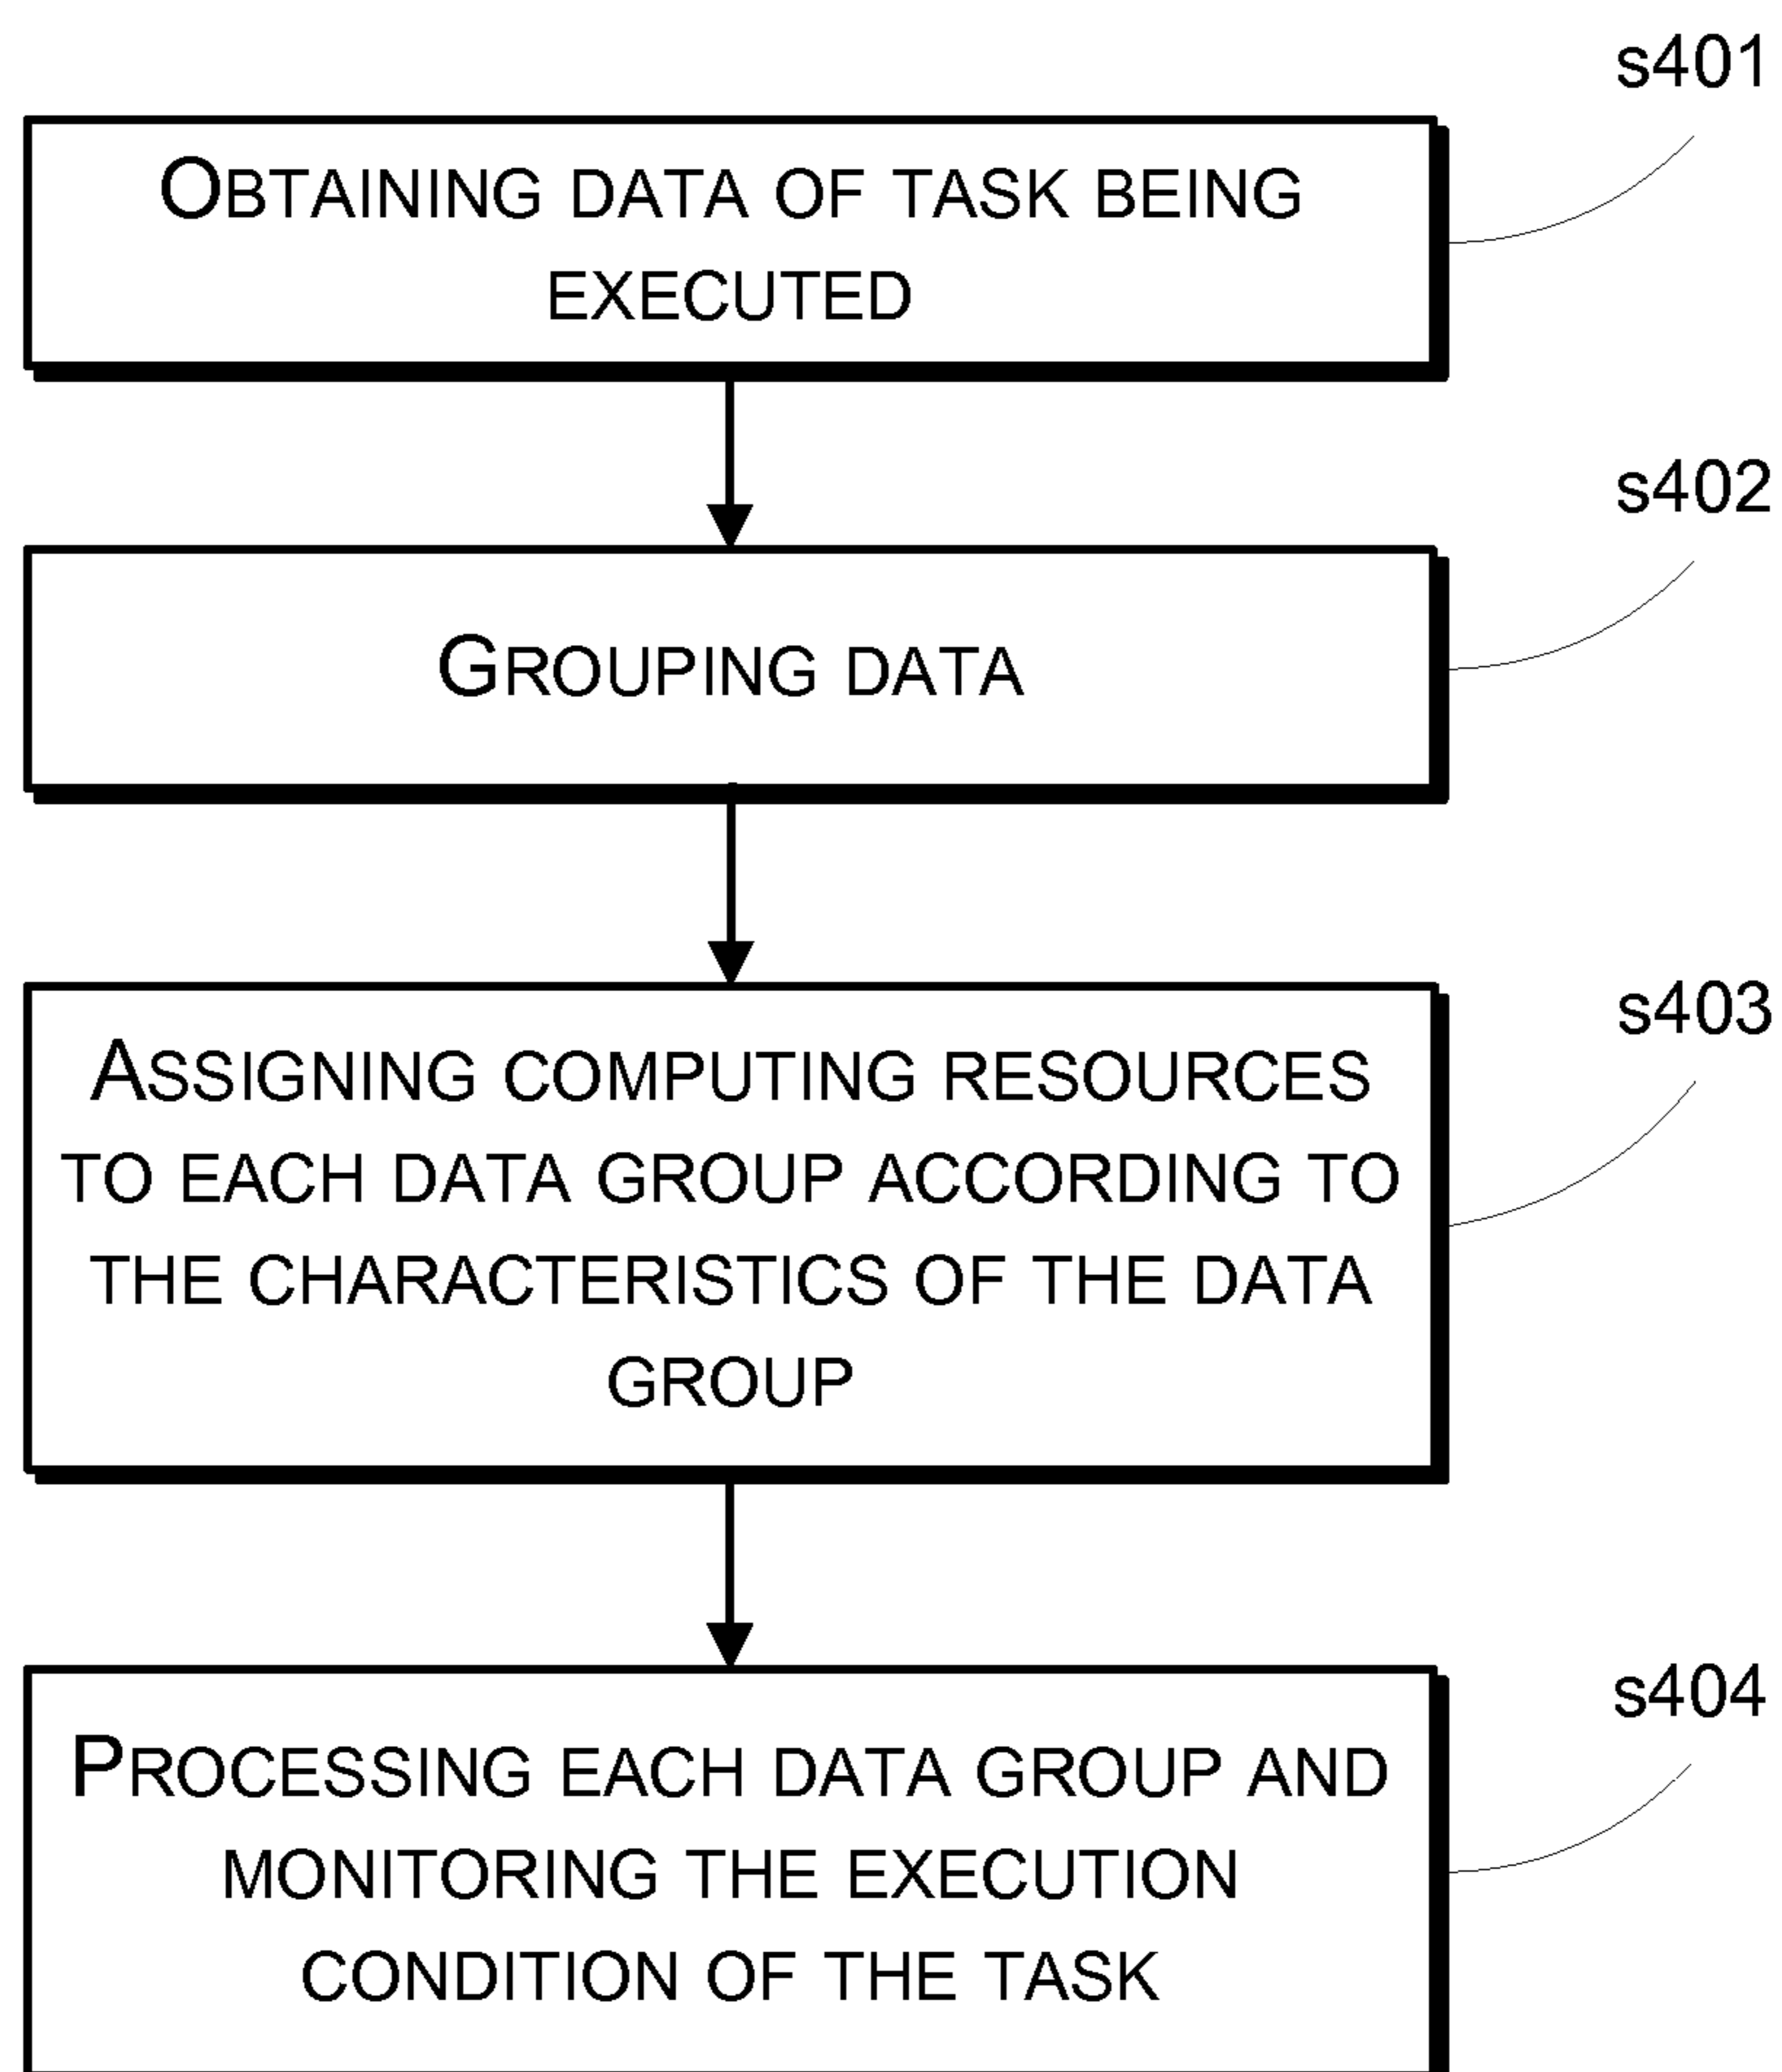 s401
OBTAINING DATA OF TASK BEING
EXECUTED
s402
GROUPING DATA
s403
ASSIGNING COMPUTING RESOURCES
TO EACH DATA GROUP ACCORDING TO
THE CHARACTERISTICS OF THE DATA
GROUP
s404
PROCESSING EACH DATA GROUP AND
MONITORING THE EXECUTION
CONDITION OF THE TASK